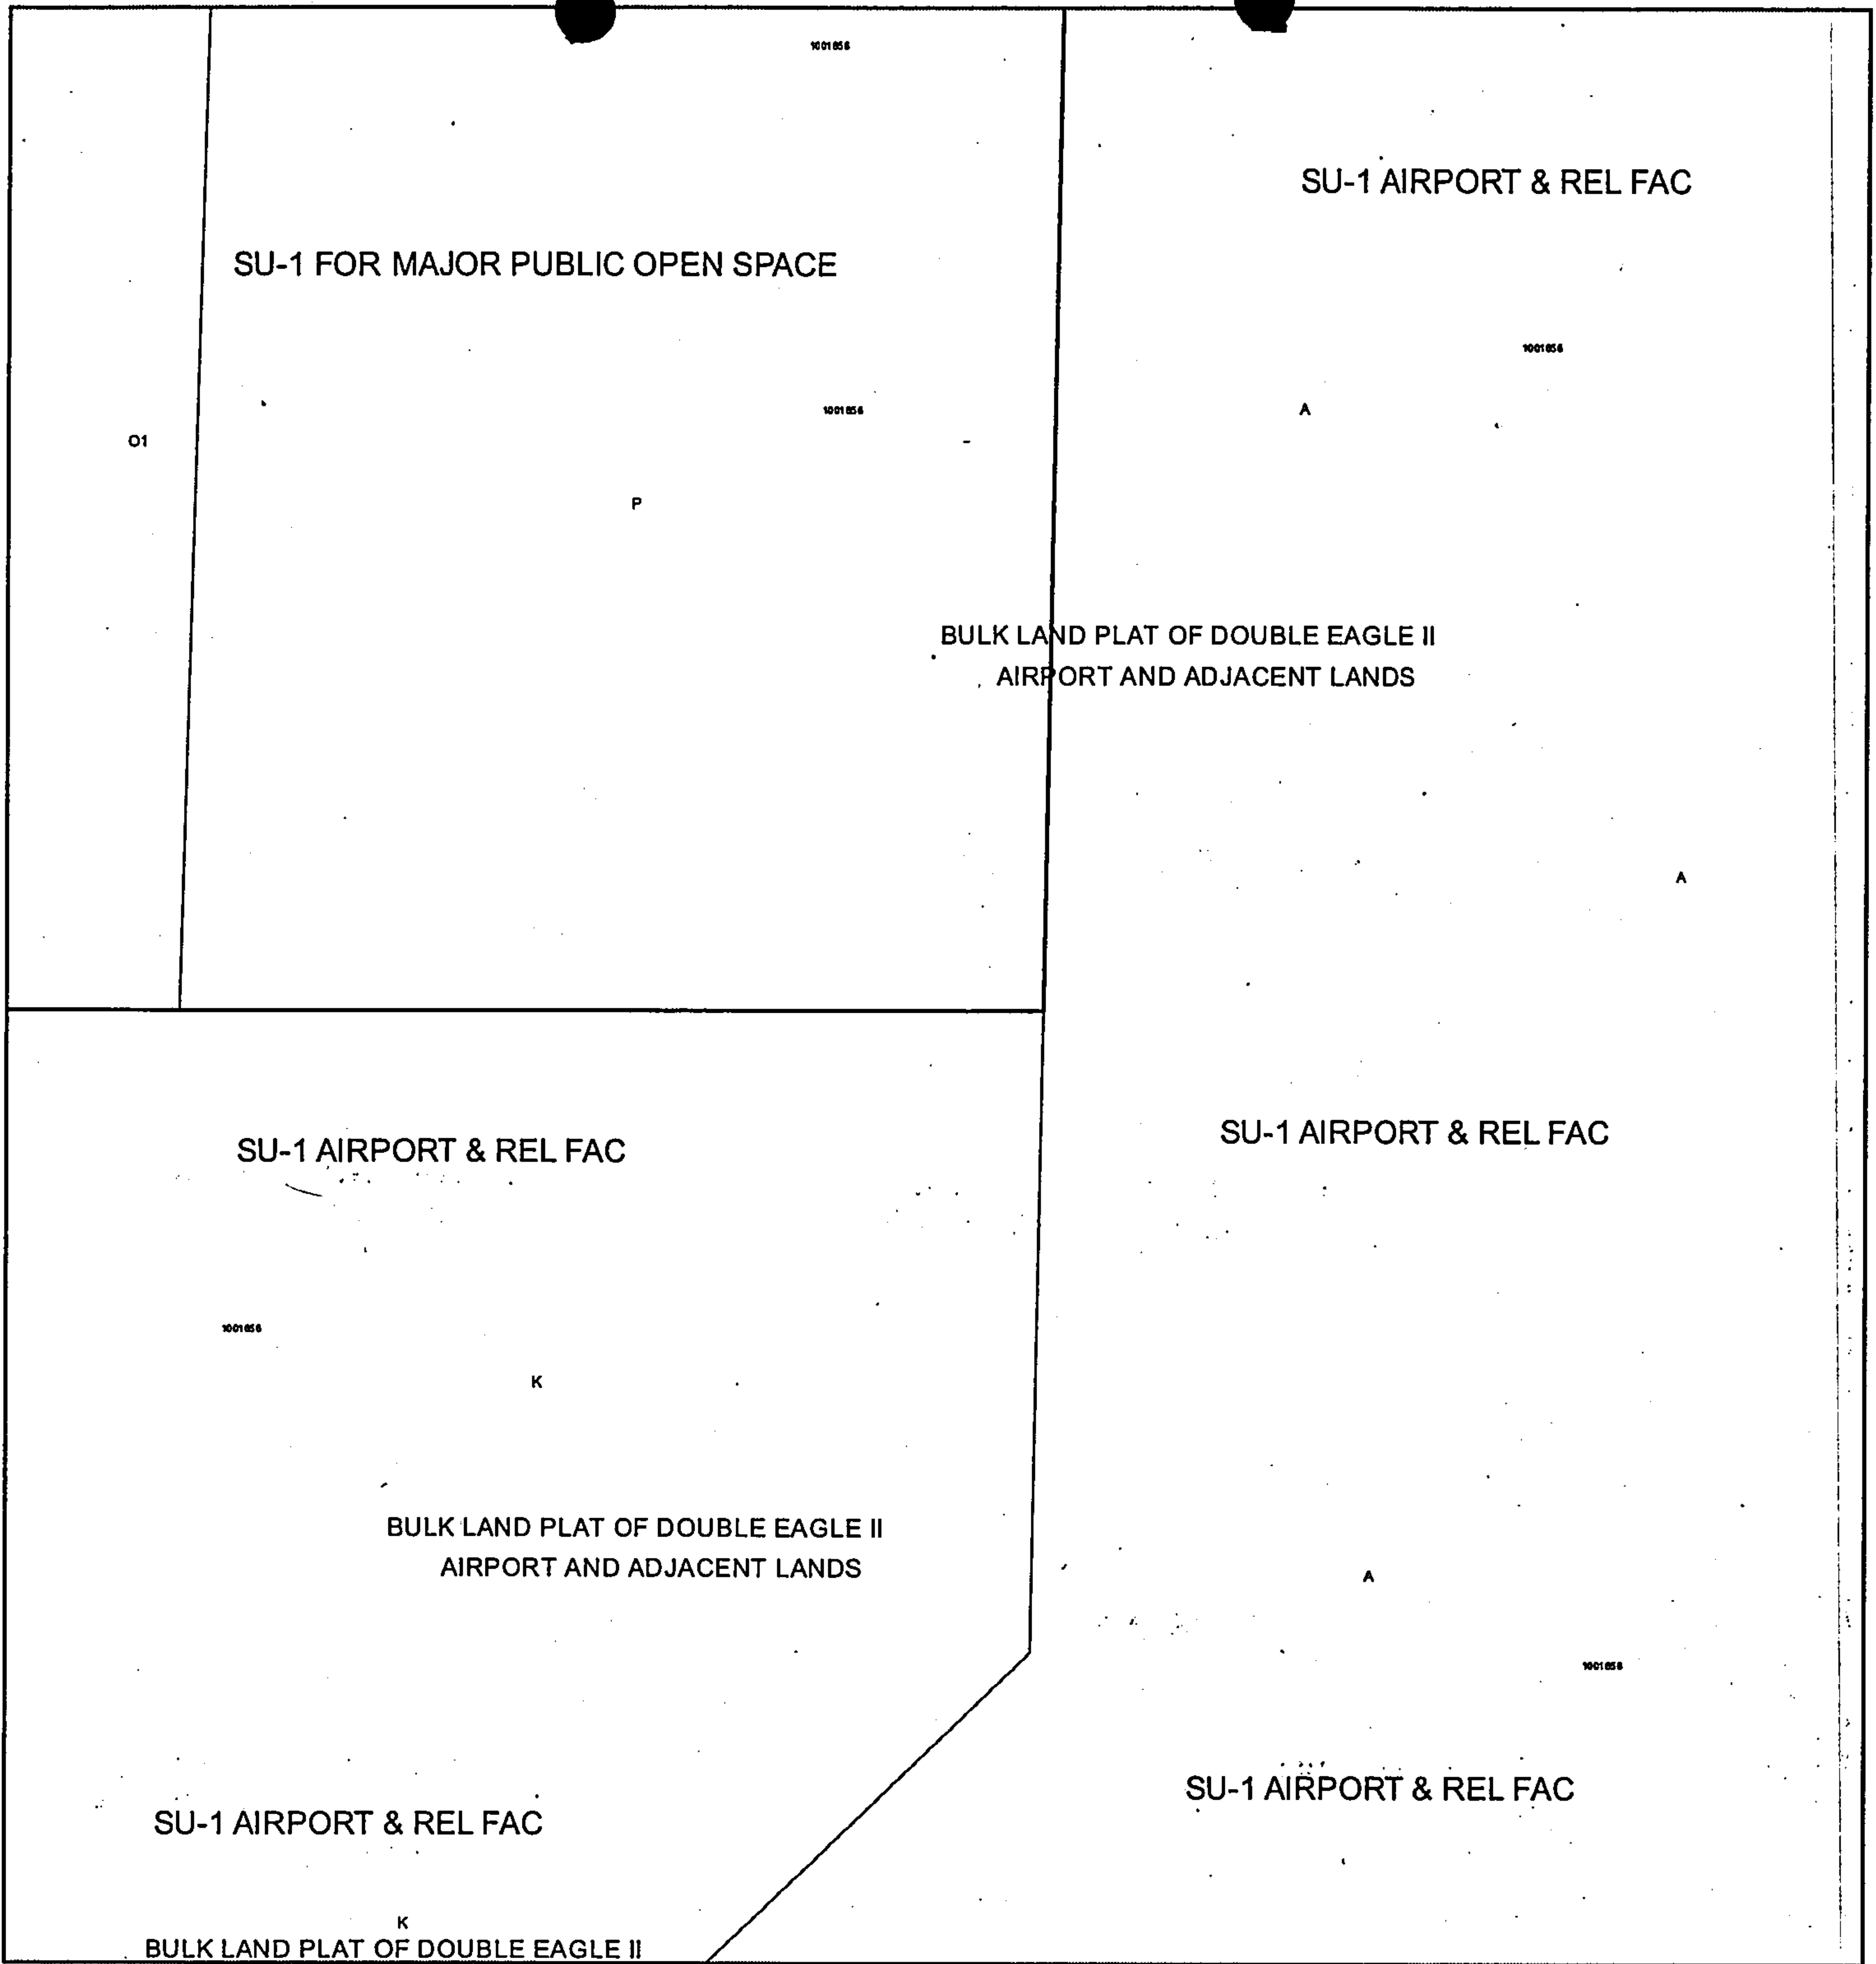 1001656
SU-1 AIRPORT & REL FAC
SU-1 FOR MAJOR PUBLIC OPEN SPACE
1001656
1001656
A
O1
P
BULK LAND PLAT OF DOUBLE EAGLE II
AIRPORT AND ADJACENT LANDS
A
SU-1 AIRPORT & REL FAC
SU-1 AIRPORT & REL FAC
1001656
K
BULK LAND PLAT OF DOUBLE EAGLE II
AIRPORT AND ADJACENT LANDS
A
1001656
SU-1 AIRPORT & REL FAC
SU-1 AIRPORT & REL FAC
K
BULK LAND PLAT OF DOUBLE EAGLE II